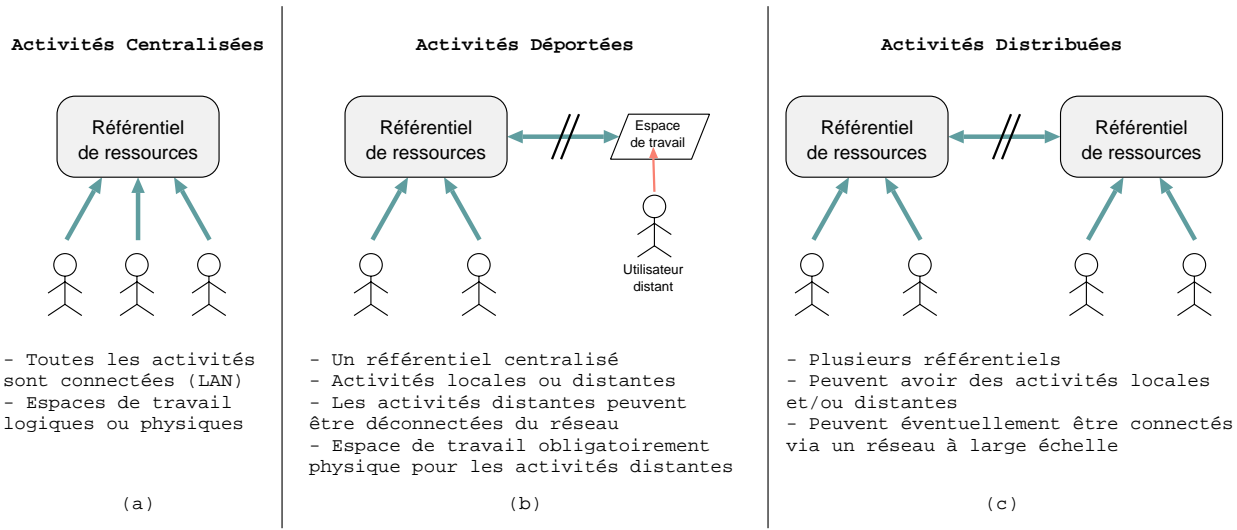 Activités Centralisées
Référentiel
de ressources
- Toutes les activités
sont connectées (LAN)
- Espaces de travail
logiques ou physiques
(a)
Activités Déportées
Référentiel
de ressources
Espace
de travail
Utilisateur
distant
- Un référentiel centralisé
- Activités locales ou distantes
- Les activités distantes peuvent
être déconnectées du réseau
- Espace de travail obligatoirement
physique pour les activités distantes
(b)
Activités Distribuées
Référentiel
de ressources
Référentiel
de ressources
- Plusieurs référentiels
- Peuvent avoir des activités locales
et/ou distantes
- Peuvent éventuellement être connectés
via un réseau à large échelle
(c)